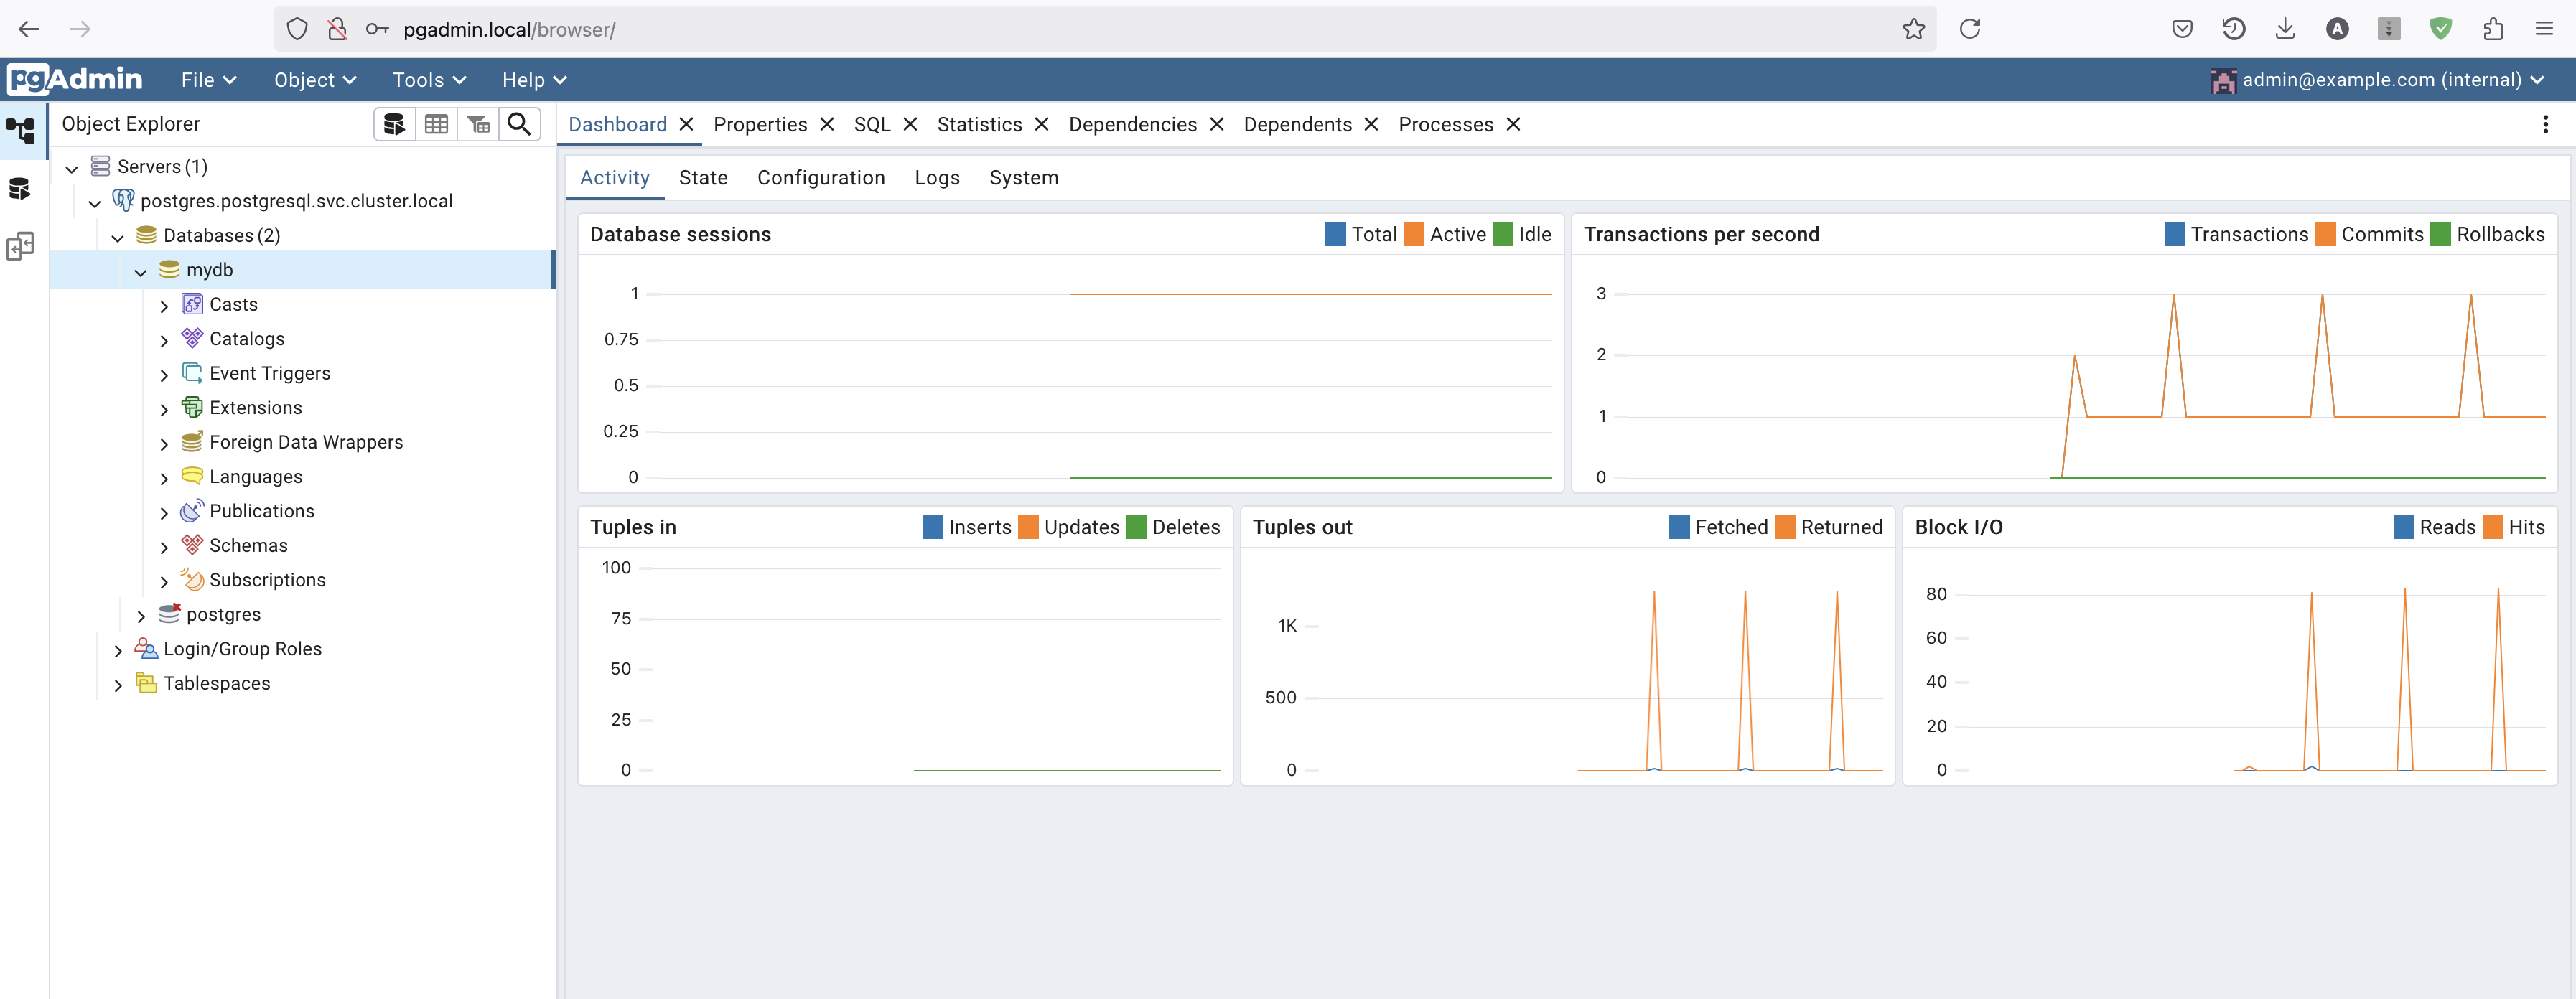 pgadmin.local/browser/
A
pgAdmin File Object Tools Help admin@example.com (internal)
Object Explorer
Dashboard Properties SQL Statistics Dependencies Dependents Processes
Servers (1)
postgres.postgresql.svc.cluster.local
Databases (2)
mydb
Casts
Catalogs
Event Triggers
Extensions
Foreign Data Wrappers
Languages
Publications
Schemas
Subscriptions
postgres
Login/Group Roles
Tablespaces
Activity State Configuration Logs System
Database sessions Total Active Idle
1
0.75
0.5
0.25
0
Transactions per second Transactions Commits Rollbacks
3
2
1
0
Tuples in Inserts Updates Deletes
100
75
50
25
0
Tuples out Fetched Returned
1K
500
0
Block I/O Reads Hits
80
60
40
20
0